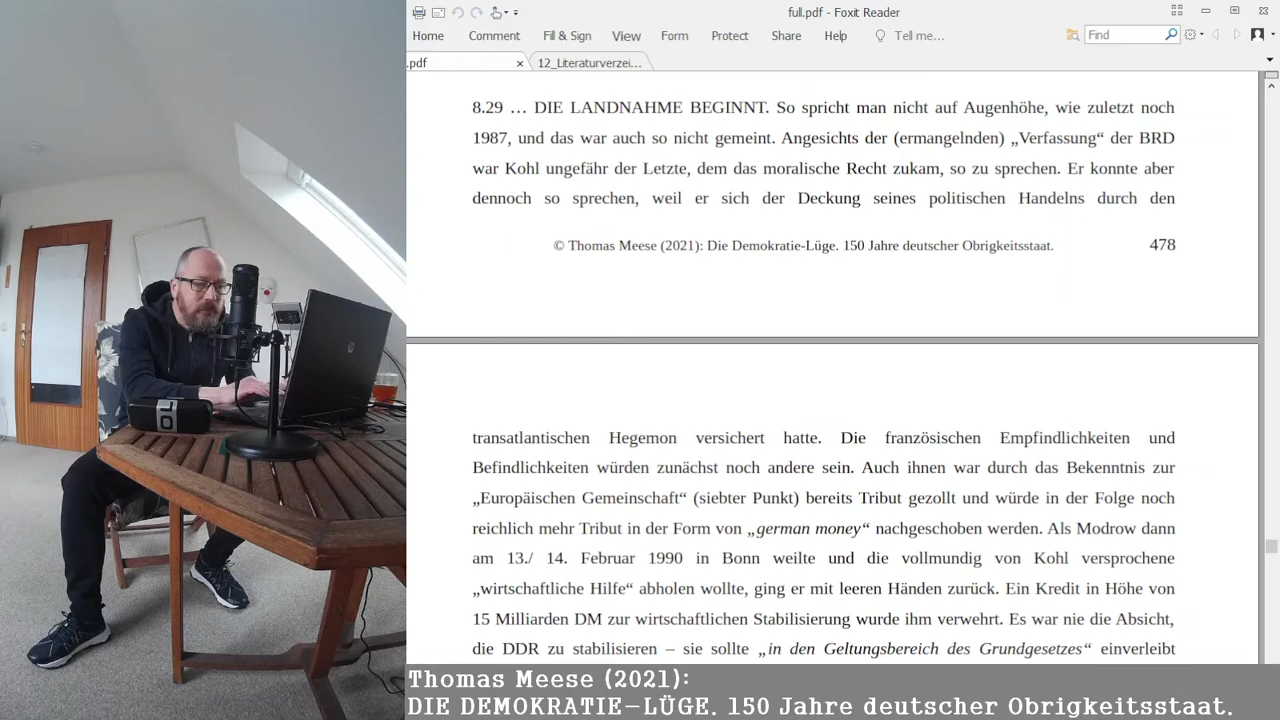 full.pdf - Foxit Reader
Home Comment Fill & Sign View Form Protect Share Help Tell me... Find
.pdf × 12_Literaturverzei...
8.29 … DIE LANDNAHME BEGINNT. So spricht man nicht auf Augenhöhe, wie zuletzt noch
1987, und das war auch so nicht gemeint. Angesichts der (ermangelnden) „Verfassung“ der BRD
war Kohl ungefähr der Letzte, dem das moralische Recht zukam, so zu sprechen. Er konnte aber
dennoch so sprechen, weil er sich der Deckung seines politischen Handelns durch den
© Thomas Meese (2021): Die Demokratie-Lüge. 150 Jahre deutscher Obrigkeitsstaat. 478
transatlantischen Hegemon versichert hatte. Die französischen Empfindlichkeiten und
Befindlichkeiten würden zunächst noch andere sein. Auch ihnen war durch das Bekenntnis zur
„Europäischen Gemeinschaft“ (siebter Punkt) bereits Tribut gezollt und würde in der Folge noch
reichlich mehr Tribut in der Form von „german money“ nachgeschoben werden. Als Modrow dann
am 13./ 14. Februar 1990 in Bonn weilte und die vollmundig von Kohl versprochene
„wirtschaftliche Hilfe“ abholen wollte, ging er mit leeren Händen zurück. Ein Kredit in Höhe von
15 Milliarden DM zur wirtschaftlichen Stabilisierung wurde ihm verwehrt. Es war nie die Absicht,
die DDR zu stabilisieren – sie sollte „in den Geltungsbereich des Grundgesetzes“ einverleibt
Thomas Meese (2021):
DIE DEMOKRATIE-LÜGE. 150 Jahre deutscher Obrigkeitsstaat.